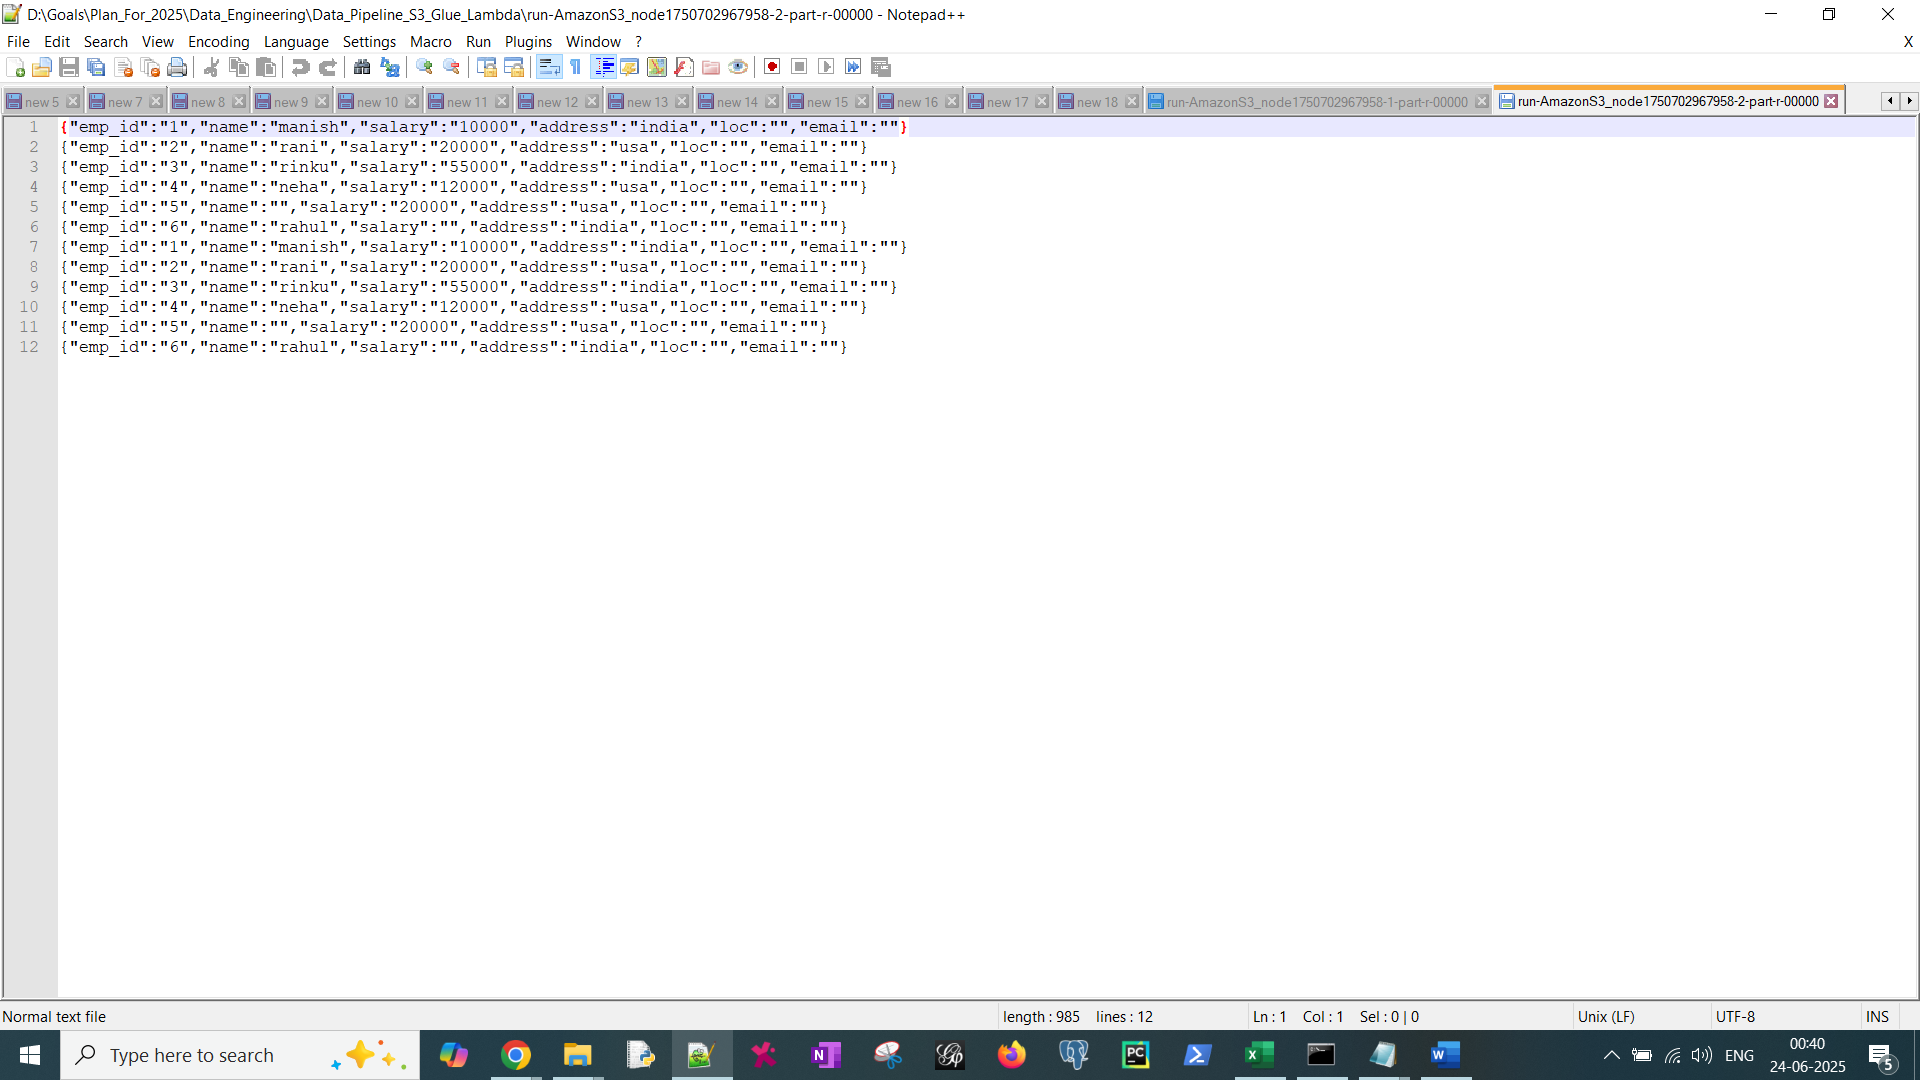 D:\Goals\Plan_For_2025\Data_Engineering\Data_Pipeline_S3_Glue_Lambda\run-AmazonS3_node1750702967958-2-part-r-00000 - Notepad++
File Edit Search View Encoding Language Settings Macro Run Plugins Window ? X
new 5 new 7 new 8 new 9 new 10 new 11 new 12 new 13 new 14 new 15 new 16 new 17 new 18 run-AmazonS3_node1750702967958-1-part-r-00000 run-AmazonS3_node1750702967958-2-part-r-00000
1 {"emp_id":"1","name":"manish","salary":"10000","address":"india","loc":"","email":""}
2 {"emp_id":"2","name":"rani","salary":"20000","address":"usa","loc":"","email":""}
3 {"emp_id":"3","name":"rinku","salary":"55000","address":"india","loc":"","email":""}
4 {"emp_id":"4","name":"neha","salary":"12000","address":"usa","loc":"","email":""}
5 {"emp_id":"5","name":"","salary":"20000","address":"usa","loc":"","email":""}
6 {"emp_id":"6","name":"rahul","salary":"","address":"india","loc":"","email":""}
7 {"emp_id":"1","name":"manish","salary":"10000","address":"india","loc":"","email":""}
8 {"emp_id":"2","name":"rani","salary":"20000","address":"usa","loc":"","email":""}
9 {"emp_id":"3","name":"rinku","salary":"55000","address":"india","loc":"","email":""}
10 {"emp_id":"4","name":"neha","salary":"12000","address":"usa","loc":"","email":""}
11 {"emp_id":"5","name":"","salary":"20000","address":"usa","loc":"","email":""}
12 {"emp_id":"6","name":"rahul","salary":"","address":"india","loc":"","email":""}
Normal text file length : 985 lines : 12 Ln : 1 Col : 1 Sel : 0 | 0 Unix (LF) UTF-8 INS
Type here to search ENG 00:40
24-06-2025 5